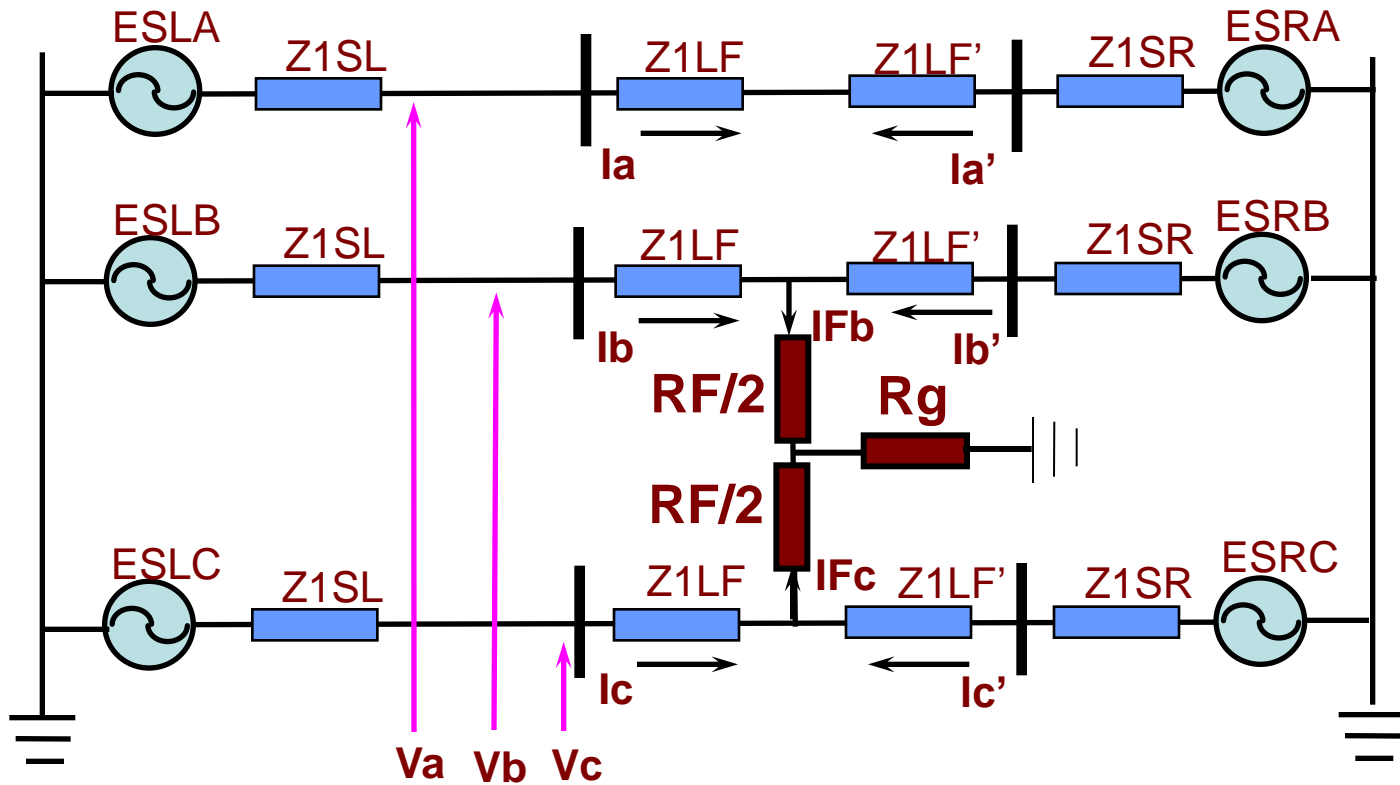 ESLA
Z1SL
Z1LF
Z1LF’
Z1SR
ESRA
Ia
Ia’
ESLB
Z1SL
Z1LF
Z1LF’
Z1SR
ESRB
Ib
IFb
Ib’
RF/2
Rg
RF/2
ESLC
Z1SL
Z1LF
IFc
Z1LF’
Z1SR
ESRC
Ic
Ic’
Va
Vb
Vc